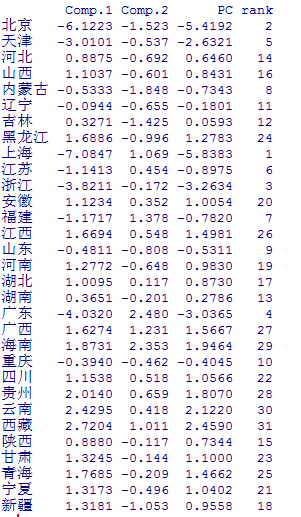 Comp.1 Comp.2 PC rank
北京 -6.1223 -1.523 -5.4192 2
天津 -3.0101 -0.537 -2.6321 5
河北 0.8875 -0.692 0.6460 14
山西 1.1037 -0.601 0.8431 16
内蒙古 -0.5333 -1.848 -0.7343 8
辽宁 -0.0944 -0.655 -0.1801 11
吉林 0.3271 -1.425 0.0593 12
黑龙江 1.6886 -0.996 1.2783 24
上海 -7.0847 1.069 -5.8383 1
江苏 -1.1413 0.454 -0.8975 6
浙江 -3.8211 -0.172 -3.2634 3
安徽 1.1234 0.352 1.0054 20
福建 -1.1717 1.378 -0.7820 7
江西 1.6694 0.548 1.4981 26
山东 -0.4811 -0.808 -0.5311 9
河南 1.2772 -0.648 0.9830 19
湖北 1.0095 0.117 0.8730 17
湖南 0.3651 -0.201 0.2786 13
广东 -4.0320 2.480 -3.0365 4
广西 1.6274 1.231 1.5667 27
海南 1.8731 2.353 1.9464 29
重庆 -0.3940 -0.462 -0.4045 10
四川 1.1538 0.518 1.0566 22
贵州 2.0140 0.659 1.8070 28
云南 2.4295 0.418 2.1220 30
西藏 2.7204 1.011 2.4590 31
陕西 0.8880 -0.117 0.7344 15
甘肃 1.3245 -0.144 1.1000 23
青海 1.7685 -0.209 1.4662 25
宁夏 1.3173 -0.496 1.0402 21
新疆 1.3181 -1.053 0.9558 18